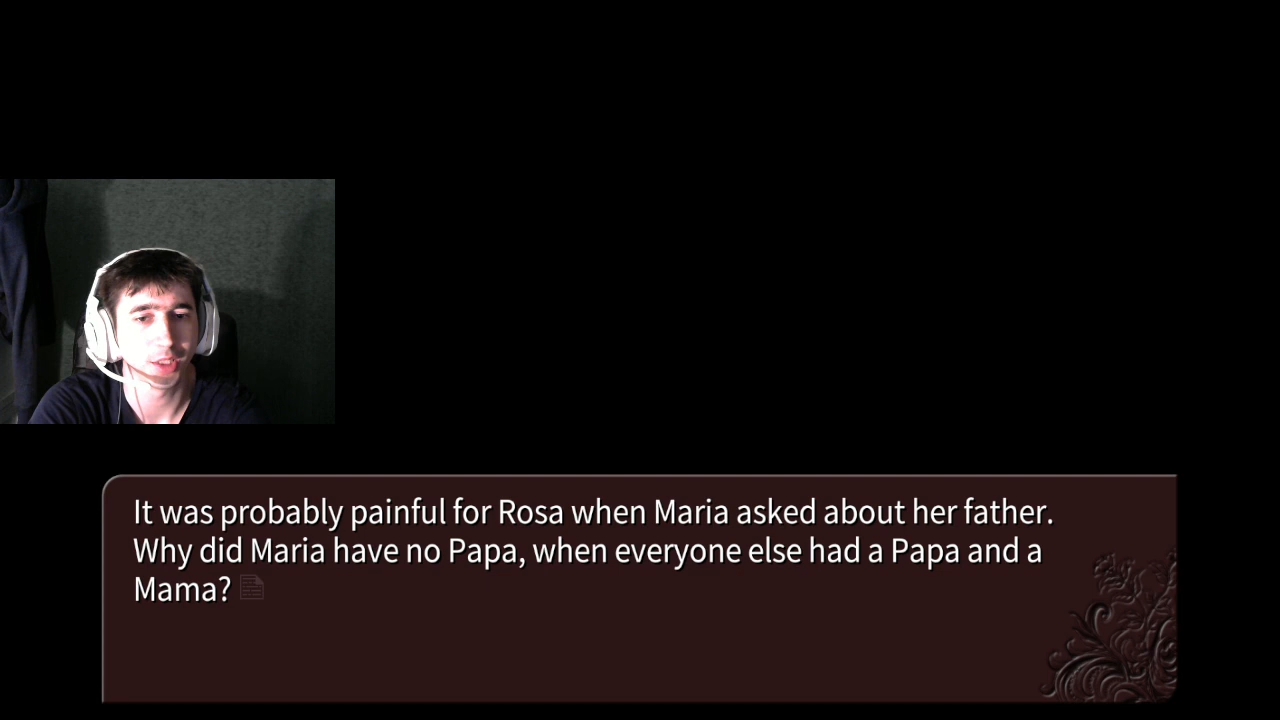 It was probably painful for Rosa when Maria asked about her father.
Why did Maria have no Papa, when everyone else had a Papa and a
Mama?